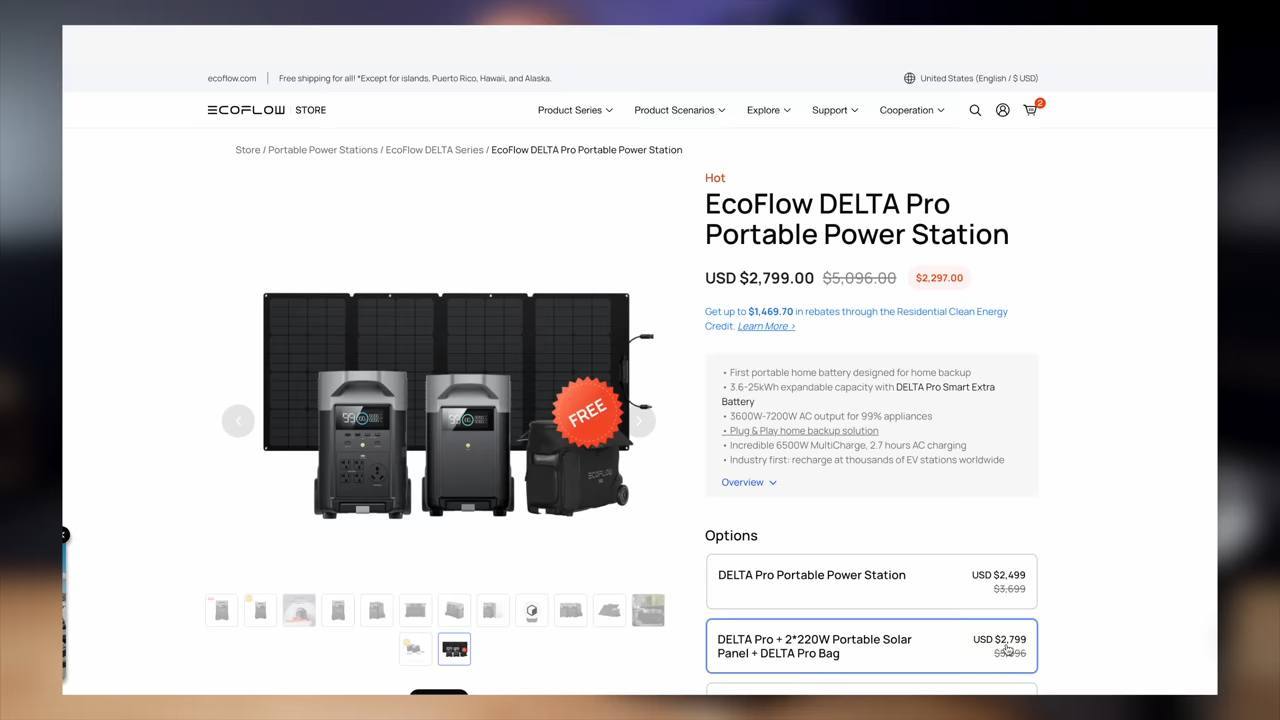 ecoflow.com
Free shipping for all! *Except for islands, Puerto Rico, Hawaii, and Alaska.
United States (English / $ USD)
ECOFLOW STORE
Product Series
Product Scenarios
Explore
Support
Cooperation
2
Store / Portable Power Stations / EcoFlow DELTA Series / EcoFlow DELTA Pro Portable Power Station
FREE
ECOFLOW
Hot
EcoFlow DELTA Pro
Portable Power Station
USD $2,799.00 $5,096.00 $2,297.00
Get up to $1,469.70 in rebates through the Residential Clean Energy
Credit. Learn More >
• First portable home battery designed for home backup
• 3.6-25kWh expandable capacity with DELTA Pro Smart Extra
Battery
• 3600W-7200W AC output for 99% appliances
• Plug & Play home backup solution
• Incredible 6500W MultiCharge, 2.7 hours AC charging
• Industry first: recharge at thousands of EV stations worldwide
Overview
Options
DELTA Pro Portable Power Station
USD $2,499
$3,699
DELTA Pro + 2*220W Portable Solar
Panel + DELTA Pro Bag
USD $2,799